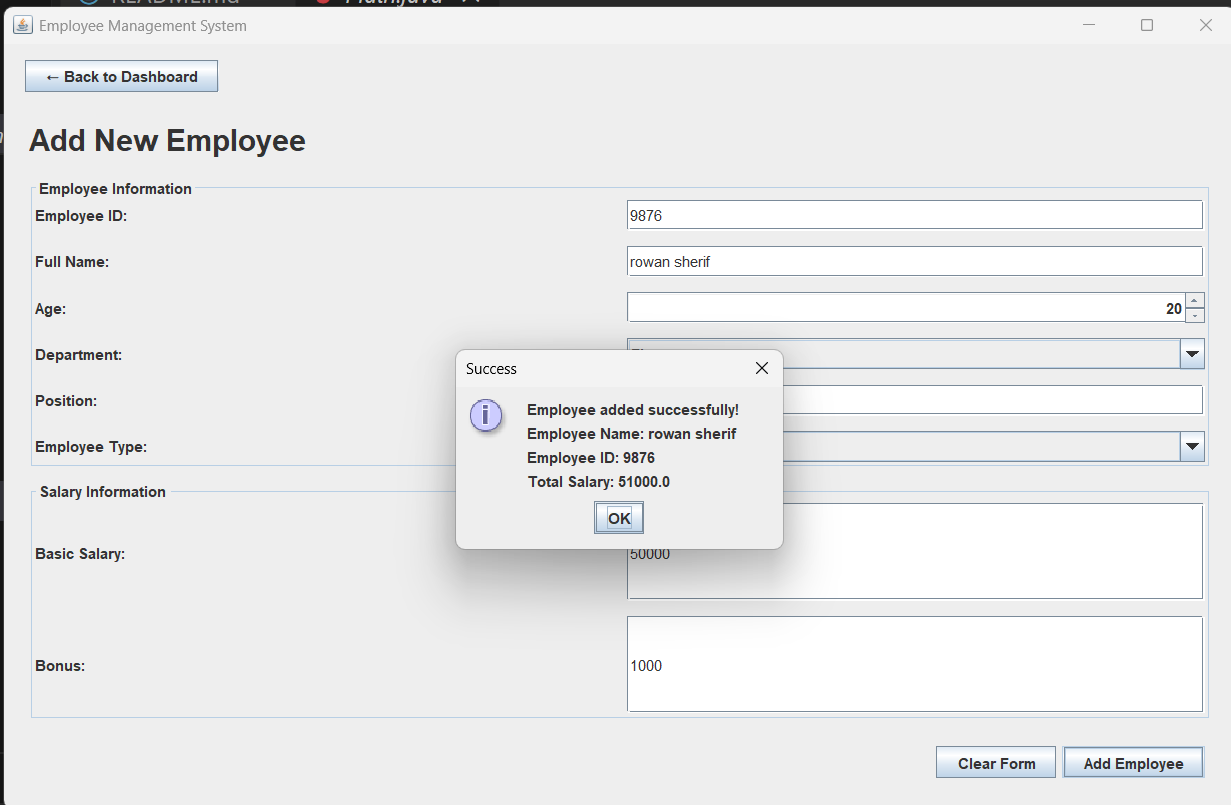 Employee Management System
← Back to Dashboard
Add New Employee
Employee Information
Employee ID:
9876
Full Name:
rowan sherif
Age:
20
Department:
Position:
Employee Type:
Success
i
Employee added successfully!
Employee Name: rowan sherif
Employee ID: 9876
Total Salary: 51000.0
OK
Salary Information
Basic Salary:
50000
Bonus:
1000
Clear Form
Add Employee